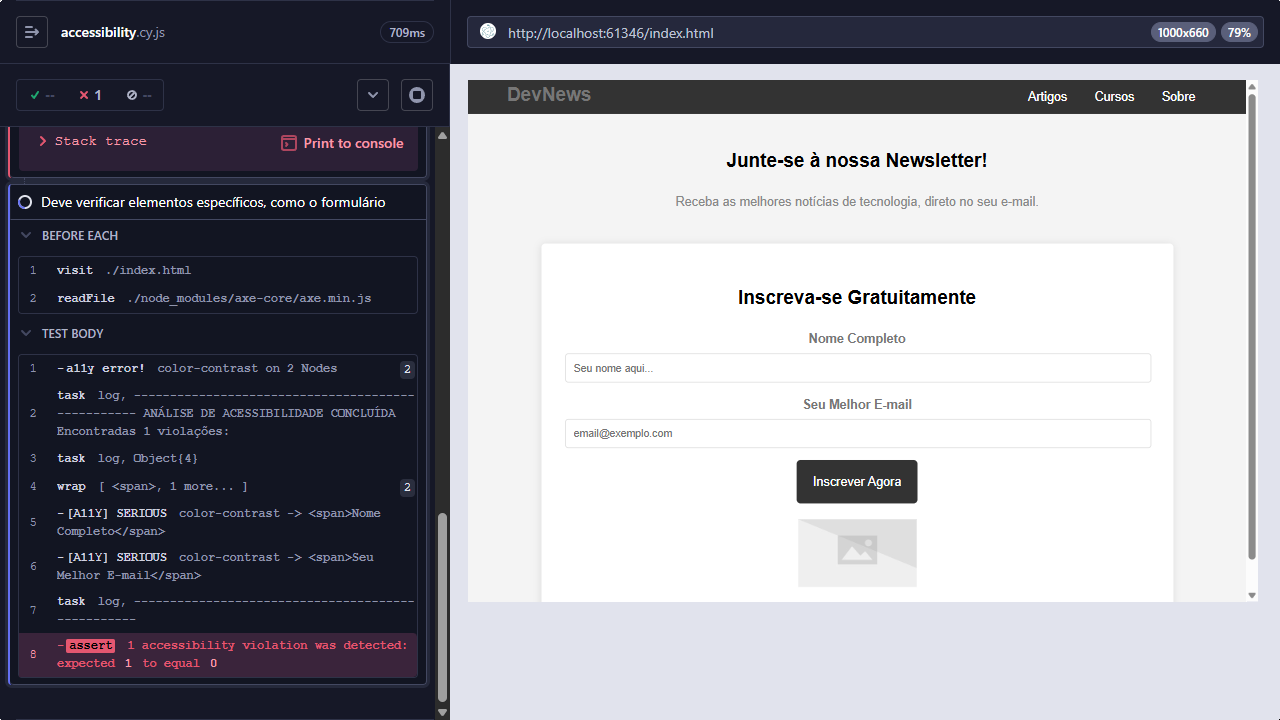 accessibility.cy.js
709ms
-- 1 --
Stack trace
Print to console
Deve verificar elementos específicos, como o formulário
BEFORE EACH
1 visit ./index.html
2 readFile ./node_modules/axe-core/axe.min.js
TEST BODY
1 -a11y error! color-contrast on 2 Nodes 2
task log, ---------------------------------------
2 ----------- ANÁLISE DE ACESSIBILIDADE CONCLUÍDA
Encontradas 1 violações:
3 task log, Object{4}
4 wrap [ <span>, 1 more... ] 2
5 -[A11Y] SERIOUS color-contrast -> <span>Nome
Completo</span>
6 -[A11Y] SERIOUS color-contrast -> <span>Seu
Melhor E-mail</span>
7 task log, ---------------------------------------
-----------
8 -assert 1 accessibility violation was detected:
expected 1 to equal 0
http://localhost:61346/index.html
1000x660 79%
DevNews
Artigos Cursos Sobre
Junte-se à nossa Newsletter!
Receba as melhores notícias de tecnologia, direto no seu e-mail.
Inscreva-se Gratuitamente
Nome Completo
Seu nome aqui...
Seu Melhor E-mail
email@exemplo.com
Inscrever Agora